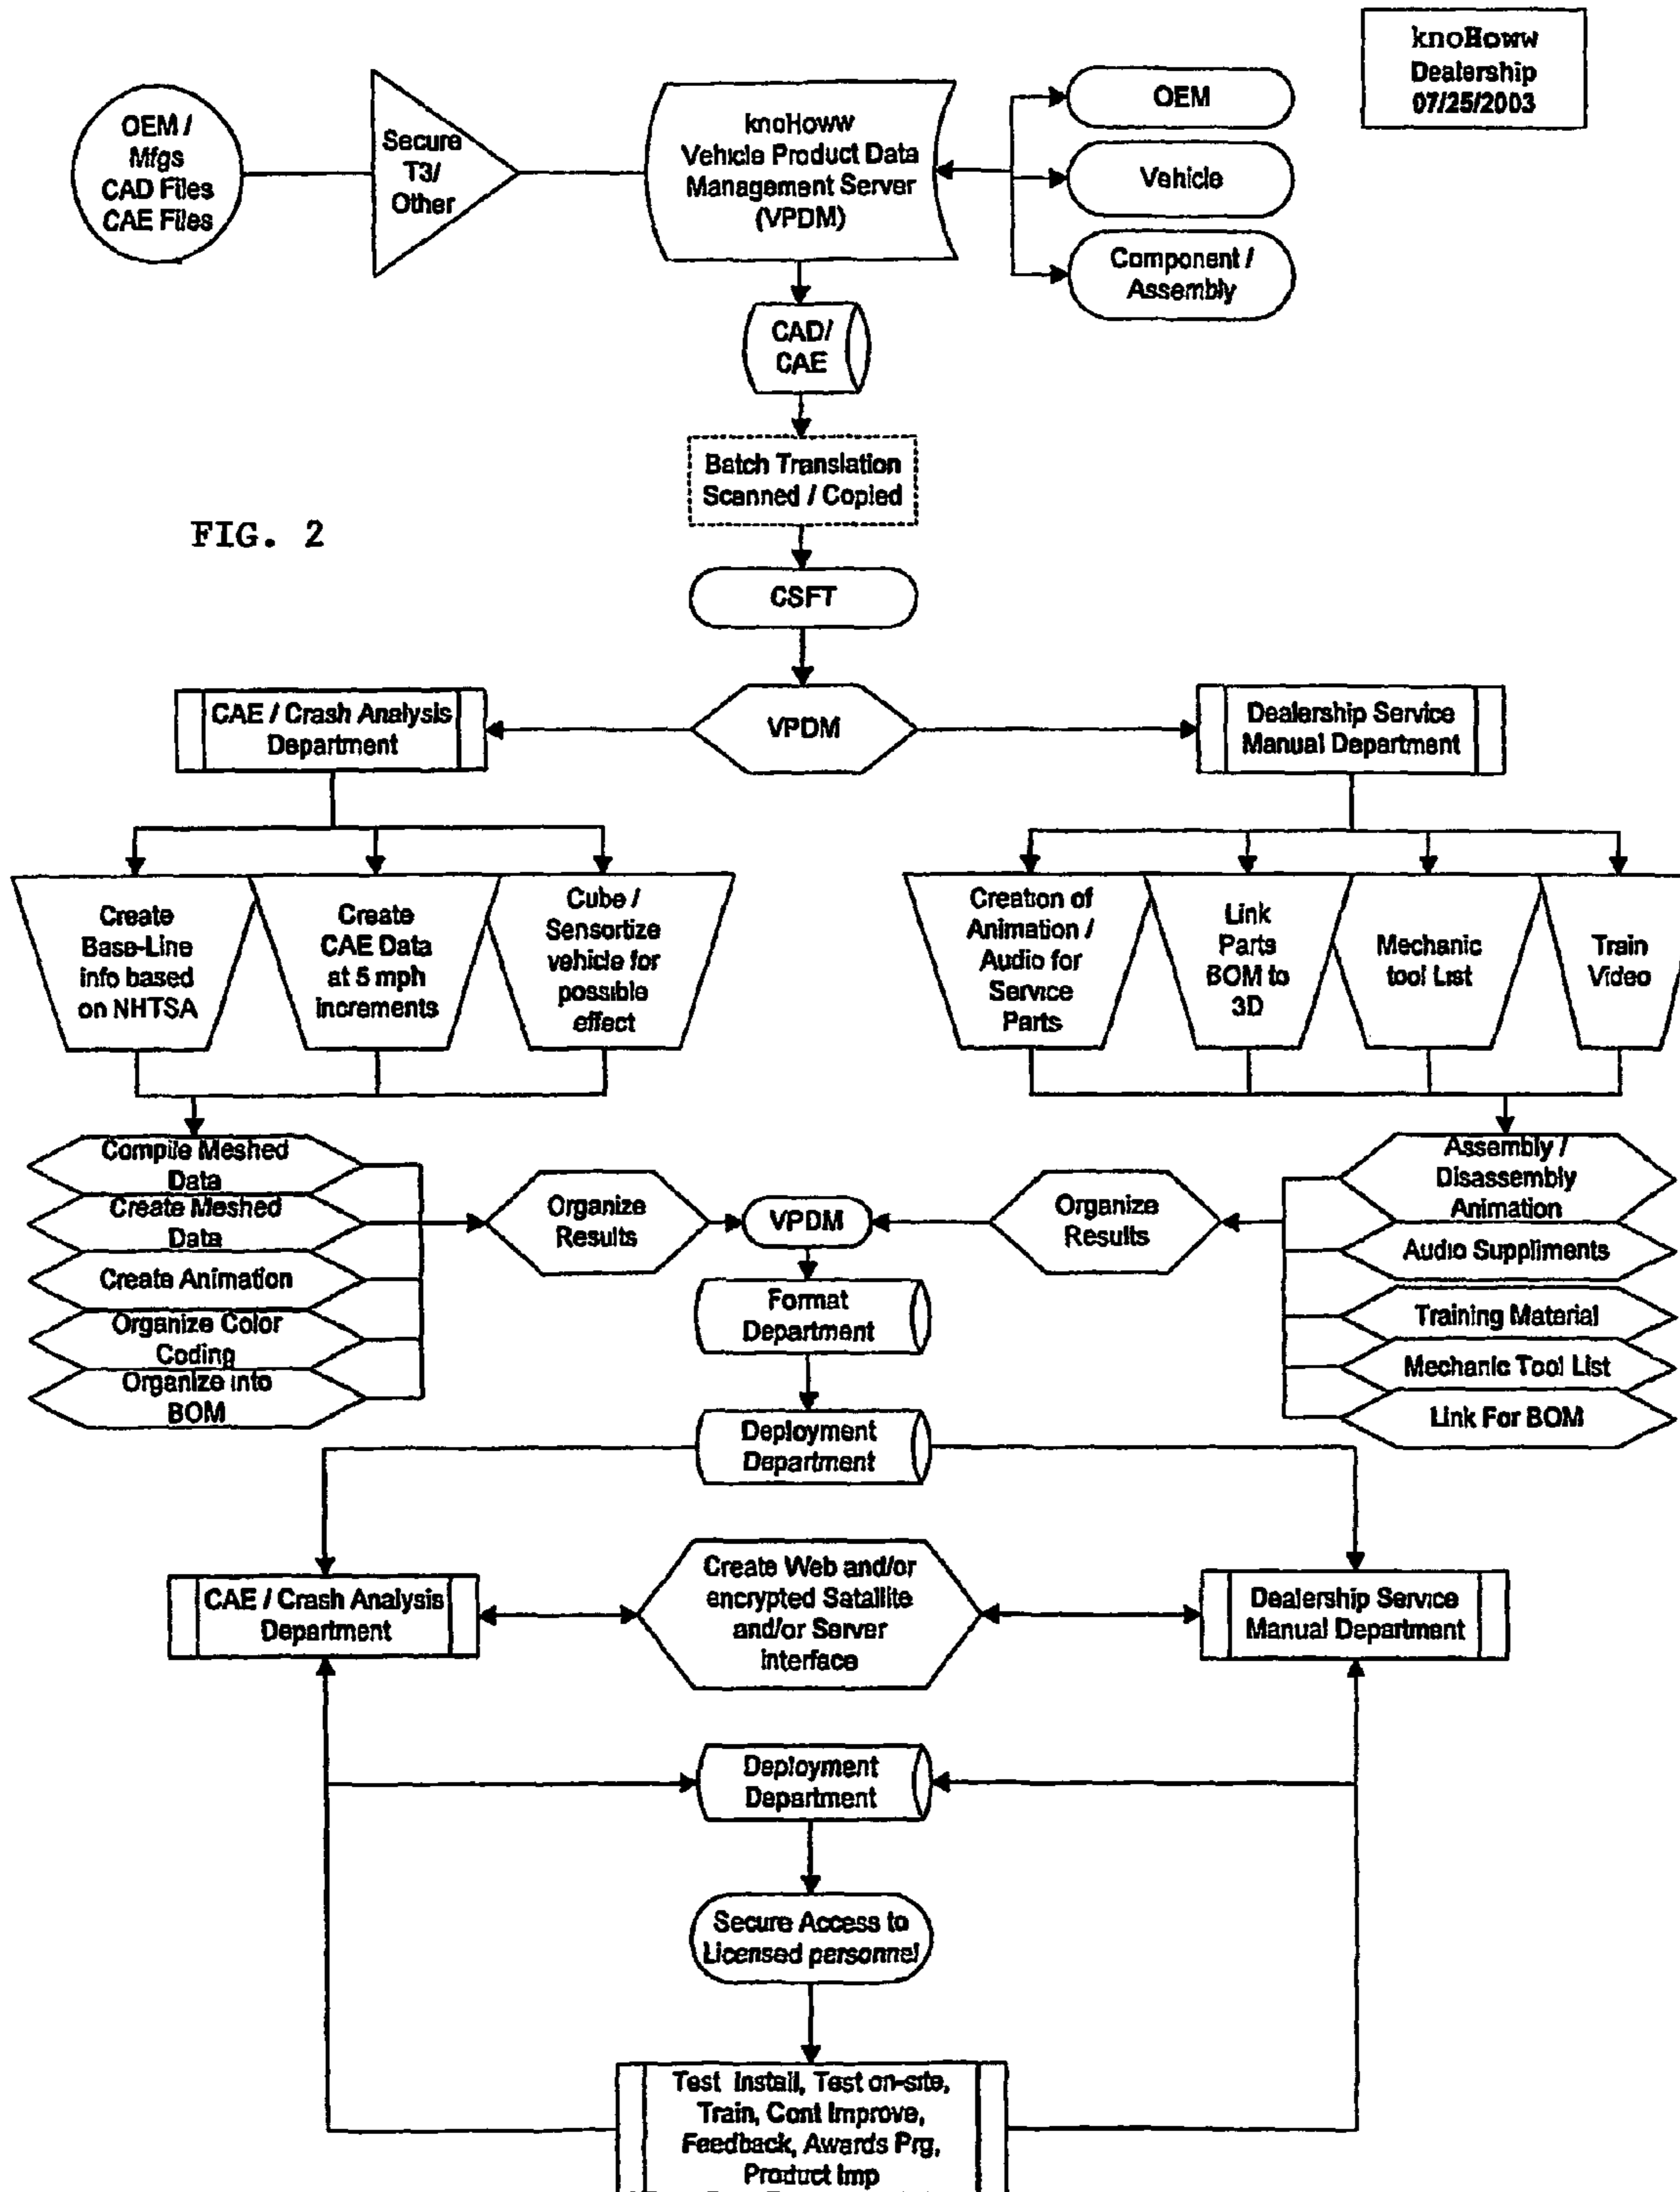 knoHoww
Dealership
07/25/2003
OEM /
Mfgs
CAD Files
CAE Files
Secure
T3/
Other
knoHoww
Vehicle Product Data
Management Server
(VPDM)
OEM
Vehicle
Component /
Assembly
CAD/
CAE
Batch Translation
Scanned / Copied
FIG. 2
CSFT
VPDM
CAE / Crash Analysis
Department
Dealership Service
Manual Department
Create
Base-Line
info based
on NHTSA
Create
CAE Data
at 5 mph
increments
Cube /
Sensortize
vehicle for
possible
effect
Creation of
Animation /
Audio for
Service
Parts
Link
Parts
BOM to
3D
Mechanic
tool List
Train
Video
Compile Meshed
Data
Create Meshed
Data
Create Animation
Organize Color
Coding
Organize into
BOM
Organize
Results
VPDM
Organize
Results
Assembly /
Disassembly
Animation
Audio Suppliments
Training Material
Mechanic Tool List
Link For BOM
Format
Department
Deployment
Department
CAE / Crash Analysis
Department
Create Web and/or
encrypted Satallite
and/or Server
interface
Dealership Service
Manual Department
Deployment
Department
Secure Access to
Licensed personnel
Test Install, Test on-site,
Train, Cont Improve,
Feedback, Awards Prg,
Product Imp